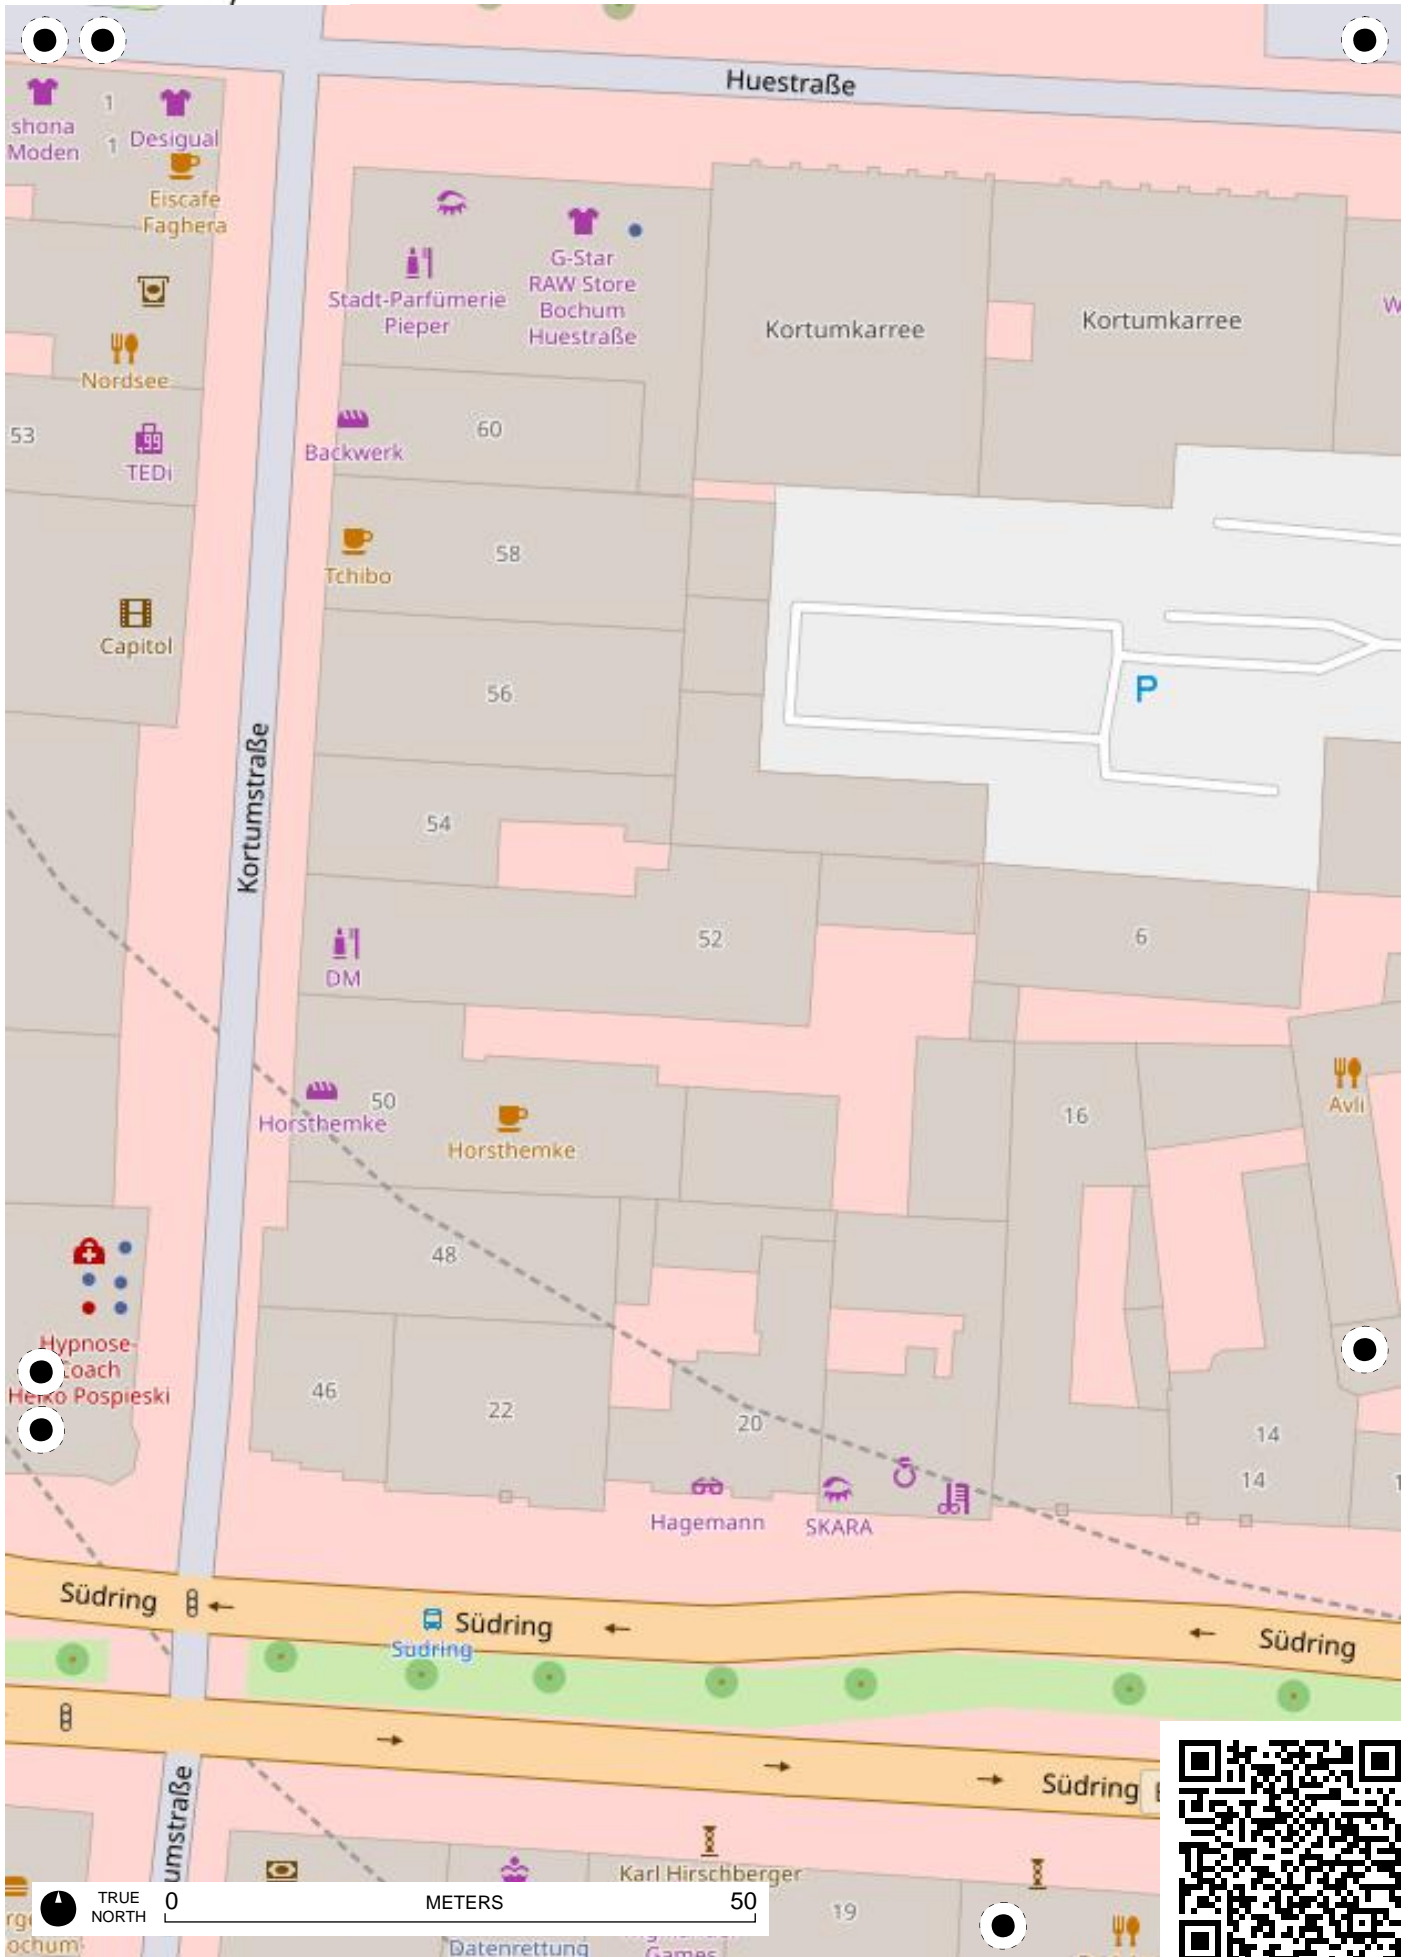 Huestraße
shona
Moden
1
1
Desigual
Eiscafe
Faghera
G-Star
RAW Store
Bochum
Huestraße
Stadt-Parfümerie
Pieper
Kortumkarree
Kortumkarree
W
Nordsee
53
TEDi
60
Backwerk
58
Tchibo
Capitol
56
P
Kortumstraße
54
52
6
DM
50
Horsthemke
Horsthemke
16
Avli
48
Hypnose-
Coach
Heiko Pospieski
46
22
20
14
14
1
Hagemann
SKARA
Südring
Südring
Südring
Südring
Südring
umstraße
Karl Hirschberger
19
TRUE
NORTH
0
METERS
50
ochum
Datenrettung
Games